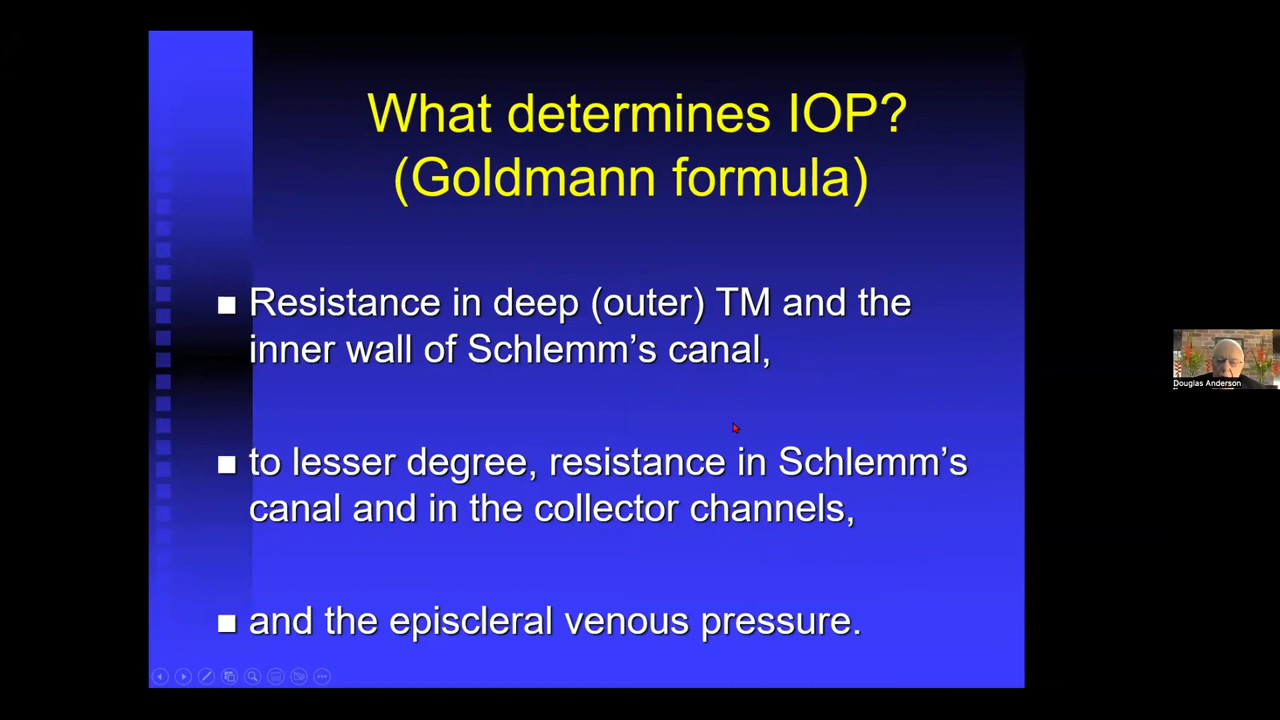 What determines IOP?
(Goldmann formula)
Resistance in deep (outer) TM and the
inner wall of Schlemm’s canal,
to lesser degree, resistance in Schlemm’s
canal and in the collector channels,
and the episcleral venous pressure.
Douglas Anderson